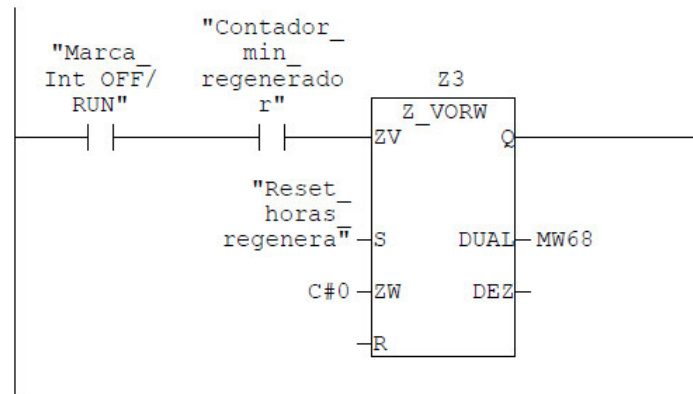 "Marca_
Int OFF/
RUN"
"Contador_
min_
regenerado
r"
Z3
Z_VORW
ZV
Q
"Reset_
horas_
regenera"
S
DUAL
MW68
C#0
ZW
DEZ
R